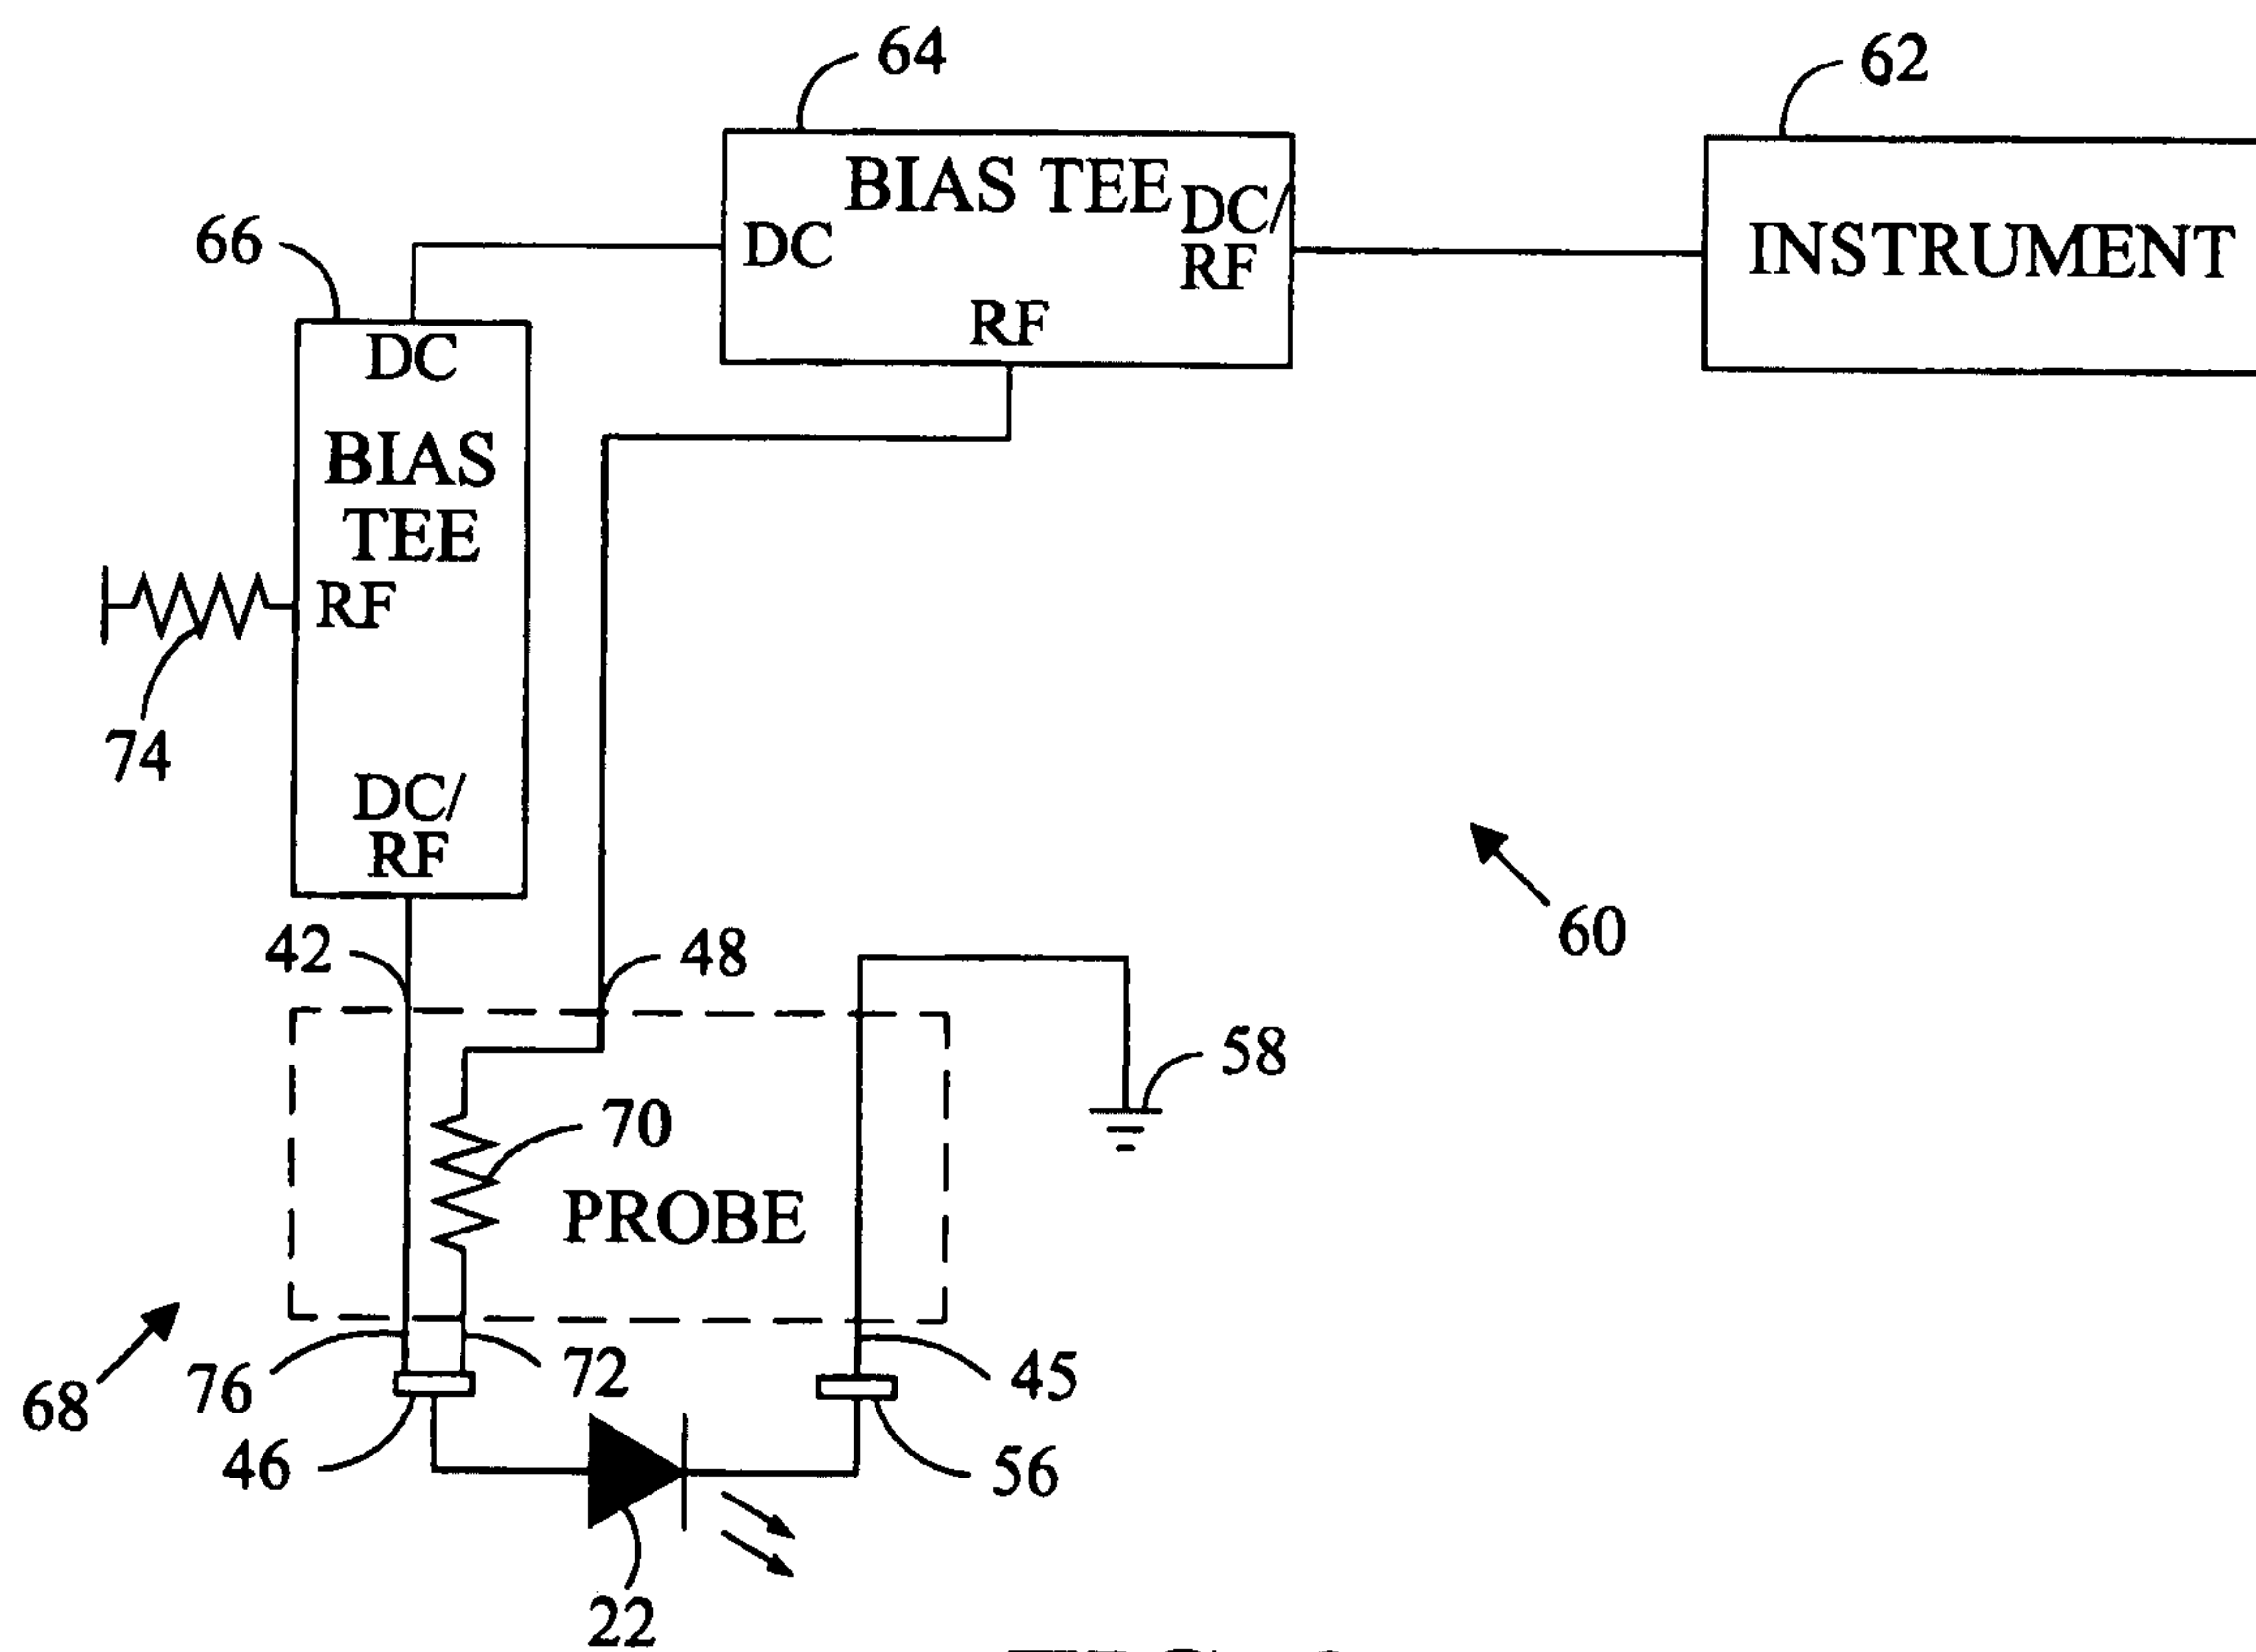 64
62
BIAS TEE
DC/
RF
DC
RF
INSTRUMENT
66
DC
BIAS
TEE
RF
DC/
RF
74
42
48
60
58
70
PROBE
76
72
45
68
46
56
22